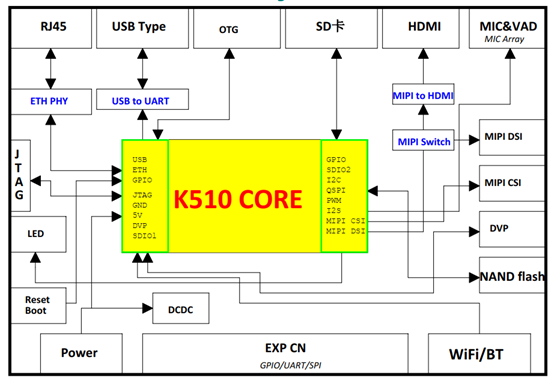 RJ45
USB Type
OTG
SD卡
HDMI
MIC&VAD
MIC Array
ETH PHY
USB to UART
MIPI to HDMI
MIPI Switch
MIPI DSI
JTAG
USB
ETH
GPIO
JTAG
GND
5V
DVP
SDIO1
K510 CORE
GPIO
SDIO2
I2C
QSPI
PWM
I2S
MIPI CSI
MIPI DSI
MIPI CSI
LED
DVP
NAND flash
Reset
Boot
DCDC
Power
EXP CN
GPIO/UART/SPI
WiFi/BT